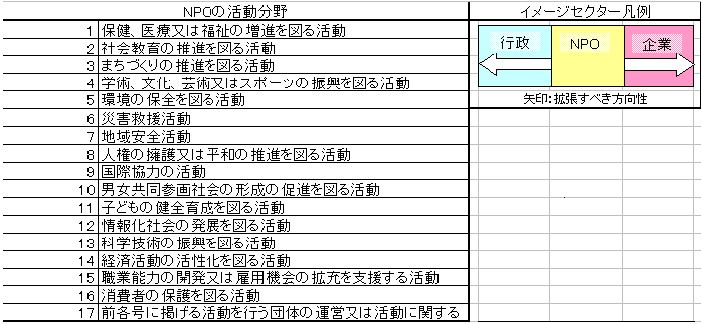 NPOの活動分野
1 保健、医療又は福祉の増進を図る活動
2 社会教育の推進を図る活動
3 まちづくりの推進を図る活動
4 学術、文化、芸術又はスポーツの振興を図る活動
5 環境の保全を図る活動
6 災害救援活動
7 地域安全活動
8 人権の擁護又は平和の推進を図る活動
9 国際協力の活動
10 男女共同参画社会の形成の促進を図る活動
11 子どもの健全育成を図る活動
12 情報化社会の発展を図る活動
13 科学技術の振興を図る活動
14 経済活動の活性化を図る活動
15 職業能力の開発又は雇用機会の拡充を支援する活動
16 消費者の保護を図る活動
17 前各号に掲げる活動を行う団体の運営又は活動に関する
イメージセクター凡例
行政 NPO 企業
矢印:拡張すべき方向性